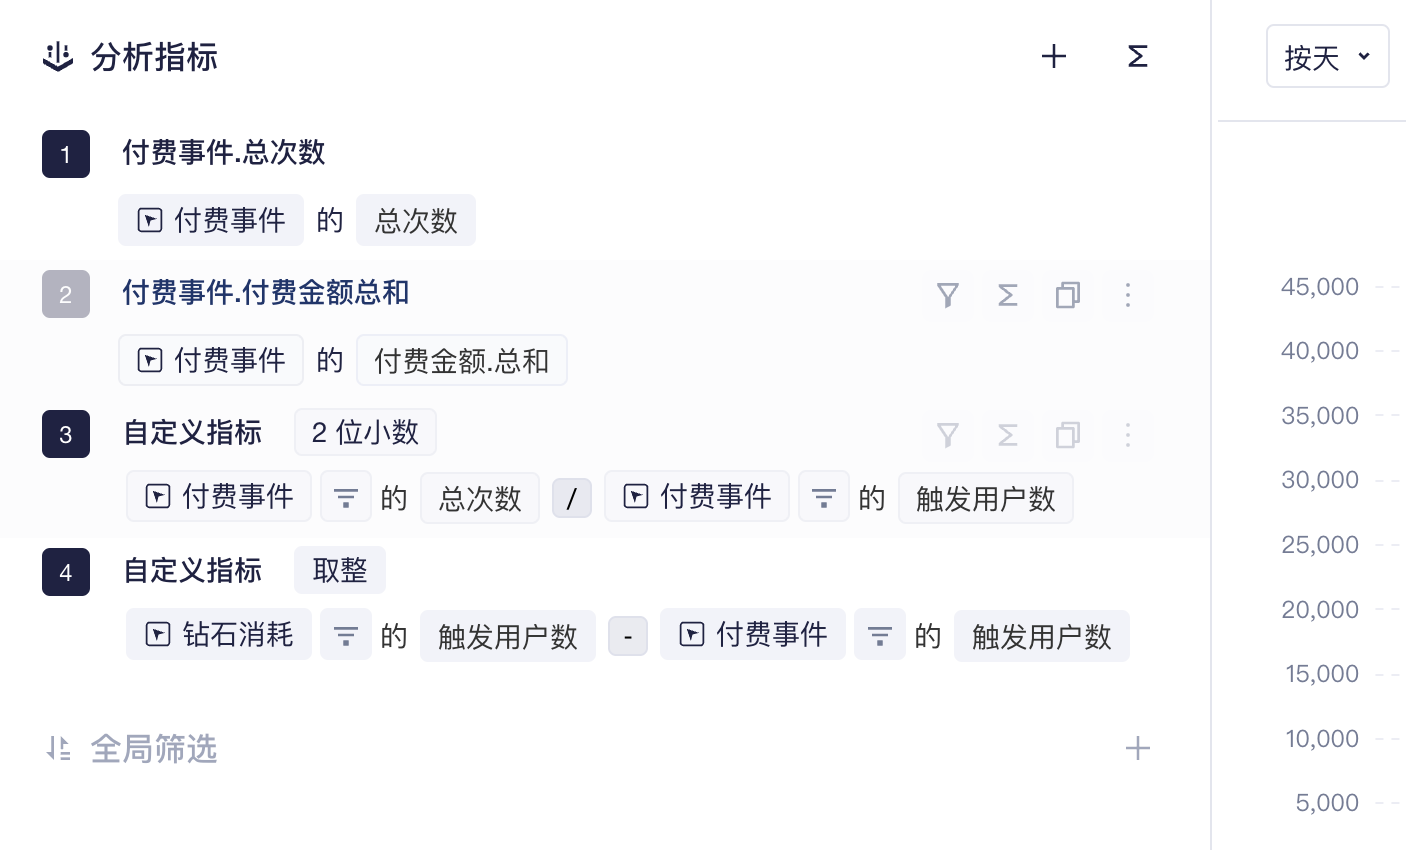 分析指标
Σ
按天
1 付费事件.总次数
付费事件 的 总次数
2 付费事件.付费金额总和
Σ
付费事件 的 付费金额.总和
3 自定义指标 2 位小数
Σ
付费事件 的 总次数 / 付费事件 的 触发用户数
4 自定义指标 取整
钻石消耗 的 触发用户数 - 付费事件 的 触发用户数
全局筛选
45,000
40,000
35,000
30,000
25,000
20,000
15,000
10,000
5,000